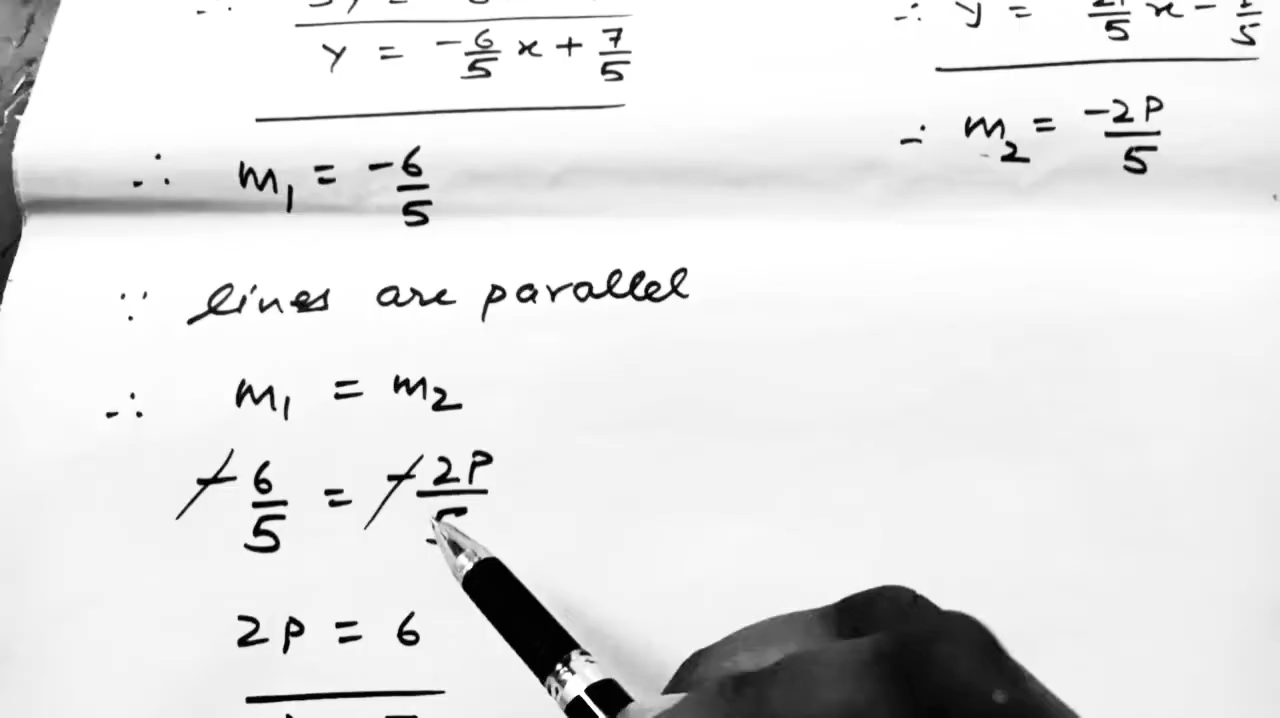 y = -6/5 x + 7/5
∴ m₁ = -6/5
∴ m₂ = -2P/5
∵ lines are parallel
∴ m₁ = m₂
-6/5 = -2P/5
2P = 6